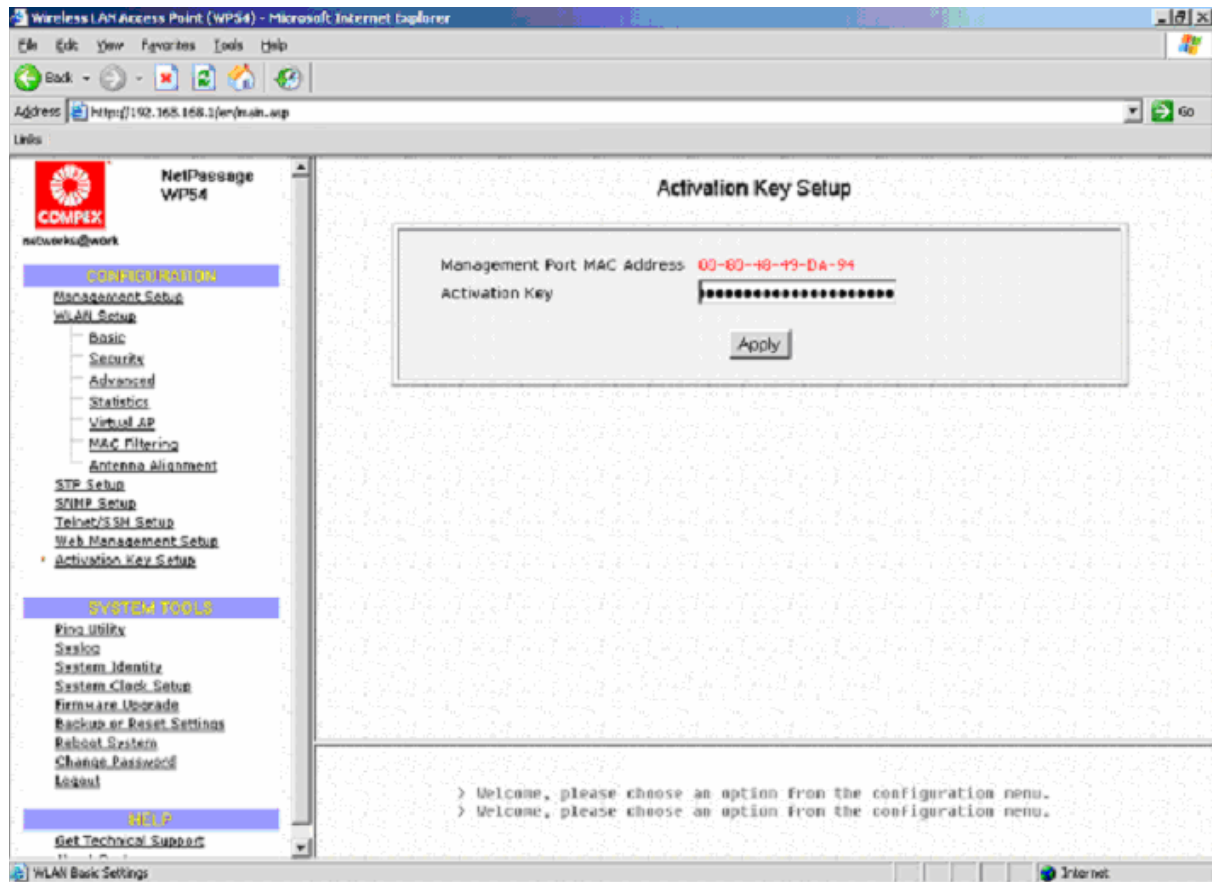 Wireless LAN Access Point (WP54) - Microsoft Internet Explorer
File Edit View Favorites Tools Help
Back
Address http://192.168.168.1/en/main.asp
Go
Links
COMPEX
networks@work
NetPassage
WP54
CONFIGURATION
Management Setup
WLAN Setup
Basic
Security
Advanced
Statistics
Virtual AP
MAC Filtering
Antenna Alignment
STP Setup
SNMP Setup
Telnet/SSH Setup
Web Management Setup
Activation Key Setup
SYSTEM TOOLS
Ping Utility
Syslog
System Identity
System Clock Setup
Firmware Upgrade
Backup or Reset Settings
Reboot System
Change Password
Logout
HELP
Get Technical Support
Activation Key Setup
Management Port MAC Address 00-80-48-49-DA-94
Activation Key
Apply
> Welcome, please choose an option from the configuration menu.
> Welcome, please choose an option from the configuration menu.
WLAN Basic Settings
Internet